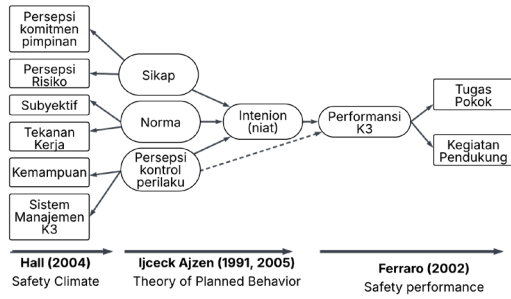 Persepsi
komitmen
pimpinan
Persepsi
Risiko
Subyektif
Tekanan
Kerja
Kemampuan
Sistem
Manajemen
K3
Sikap
Norma
Persepsi
kontrol
perilaku
Intenion
(niat)
Performansi
K3
Tugas
Pokok
Kegiatan
Pendukung
Hall (2004)
Safety Climate
Ijceck Ajzen (1991, 2005)
Theory of Planned Behavior
Ferraro (2002)
Safety performance